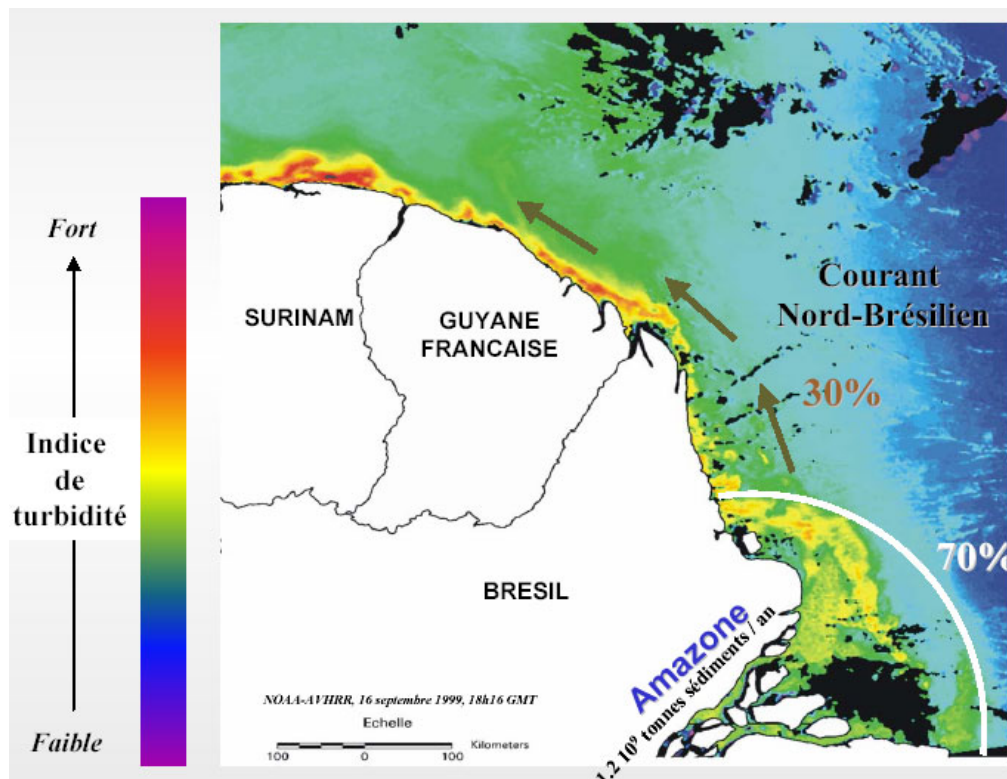 Fort
Indice
de
turbidité
Faible
SURINAM
GUYANE
FRANCAISE
BRESIL
Courant
Nord-Brésilien
30%
70%
Amazone
1.2 10⁹ tonnes sédiments / an
NOAA-AVHRR, 16 septembre 1999, 18h16 GMT
Echelle
100 0 100 Kilometers